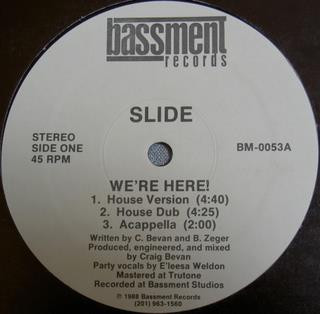 bassment
records
SLIDE
STEREO
SIDE ONE
45 RPM
BM-0053A
WE'RE HERE!
1. House Version (4:40)
2. House Dub (4:25)
3. Acappella (2:00)
Written by C. Bevan and B. Zeger
Produced, engineered, and mixed
by Craig Bevan
Party vocals by E'leesa Weldon
Mastered at Trutone
Recorded at Bassment Studios
℗ 1988 Bassment Records
(201) 963-1560